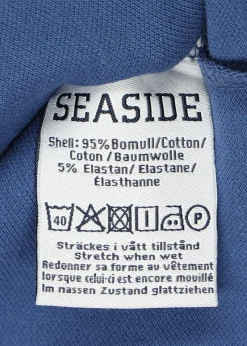 SEASIDE
Shell: 95% Bomull/Cotton/
Coton/Baumwolle
5% Elastan/Elastane/
Élasthanne
40 P
Sträckes i vått tillstånd
Stretch when wet
Redonner sa forme au vêtement
lorsque celui-ci est encore mouillé
Im nassen Zustand glattziehen